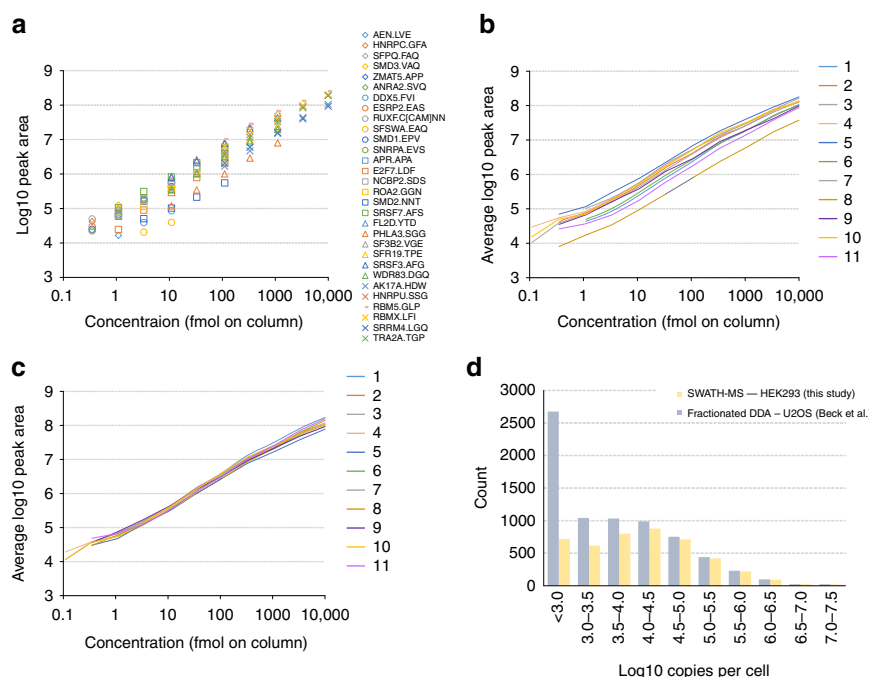 a
Log10 peak area
9
8
7
6
5
4
3
0.1
1
10
100
1000
10,000
Concentraion (fmol on column)
AEN.LVE
HNRPC.GFA
SFPQ.FAQ
SMD3.VAQ
ZMAT5.APP
ANRA2.SVQ
DDX5.FVI
ESRP2.EAS
RUXF.C[CAM]NN
SFSWA.EAQ
SMD1.EPV
SNRPA.EVS
APR.APA
E2F7.LDF
NCBP2.SDS
ROA2.GGN
SMD2.NNT
SRSF7.AFS
FL2D.YTD
PHLA3.SGG
SF3B2.VGE
SFR19.TPE
SRSF3.AFG
WDR83.DGQ
AK17A.HDW
HNRPU.SSG
RBM5.GLP
RBMX.LFI
SRRM4.LGQ
TRA2A.TGP
b
Average log10 peak area
9
8
7
6
5
4
3
0.1
1
10
100
1000
10,000
Concentration (fmol on column)
1
2
3
4
5
6
7
8
9
10
11
c
Average log10 peak area
9
8
7
6
5
4
3
0.1
1
10
100
1000
10,000
Concentration (fmol on column)
1
2
3
4
5
6
7
8
9
10
11
d
Count
3000
2500
2000
1500
1000
500
0
SWATH-MS — HEK293 (this study)
Fractionated DDA – U2OS (Beck et al.)
<3.0
3.0–3.5
3.5–4.0
4.0–4.5
4.5–5.0
5.0–5.5
5.5–6.0
6.0–6.5
6.5–7.0
7.0–7.5
Log10 copies per cell